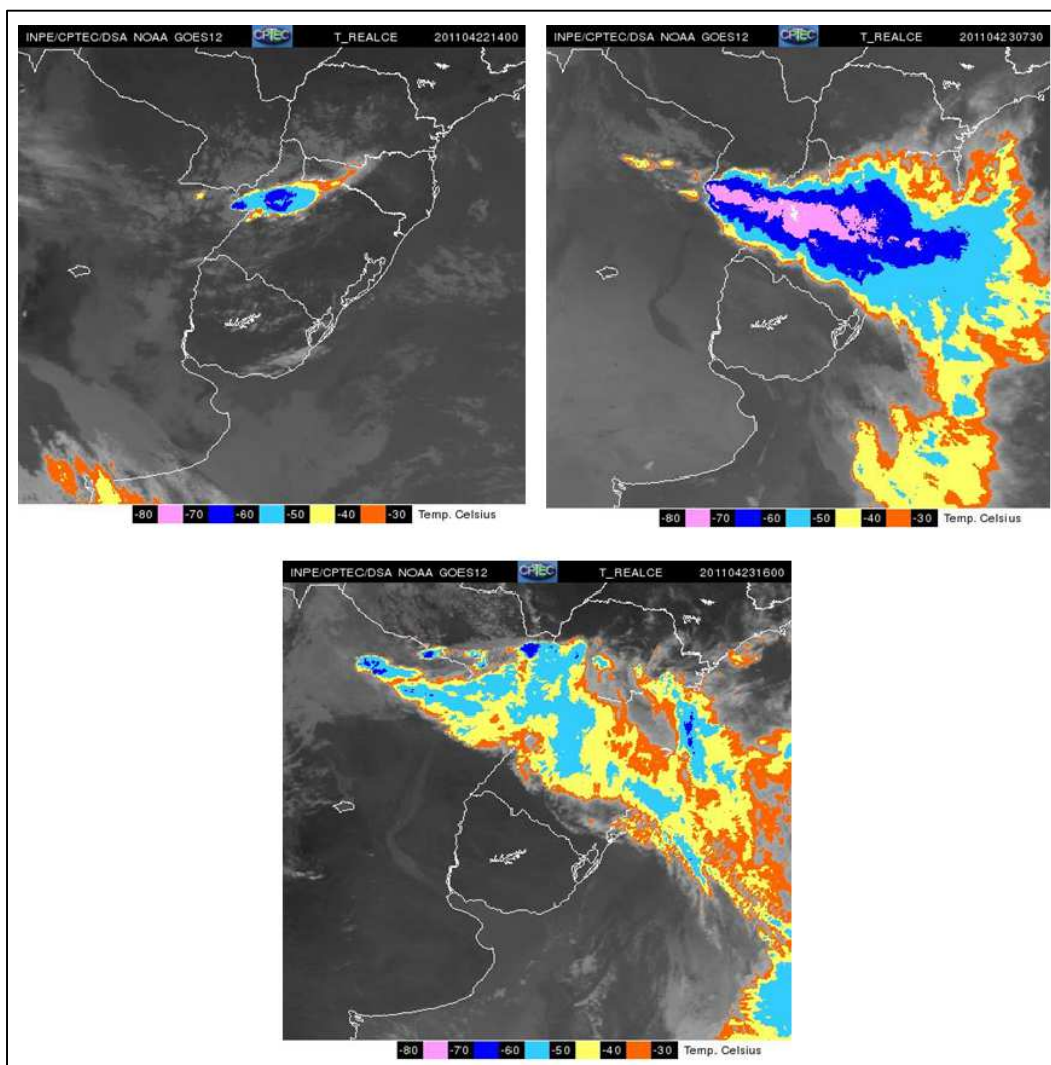 INPE/CPTEC/DSA NOAA GOES12 CPTEC T_REALCE 201104221400
-80 -70 -60 -50 -40 -30 Temp. Celsius
INPE/CPTEC/DSA NOAA GOES12 CPTEC T_REALCE 201104230730
-80 -70 -60 -50 -40 -30 Temp. Celsius
INPE/CPTEC/DSA NOAA GOES12 CPTEC T_REALCE 201104231600
-80 -70 -60 -50 -40 -30 Temp. Celsius